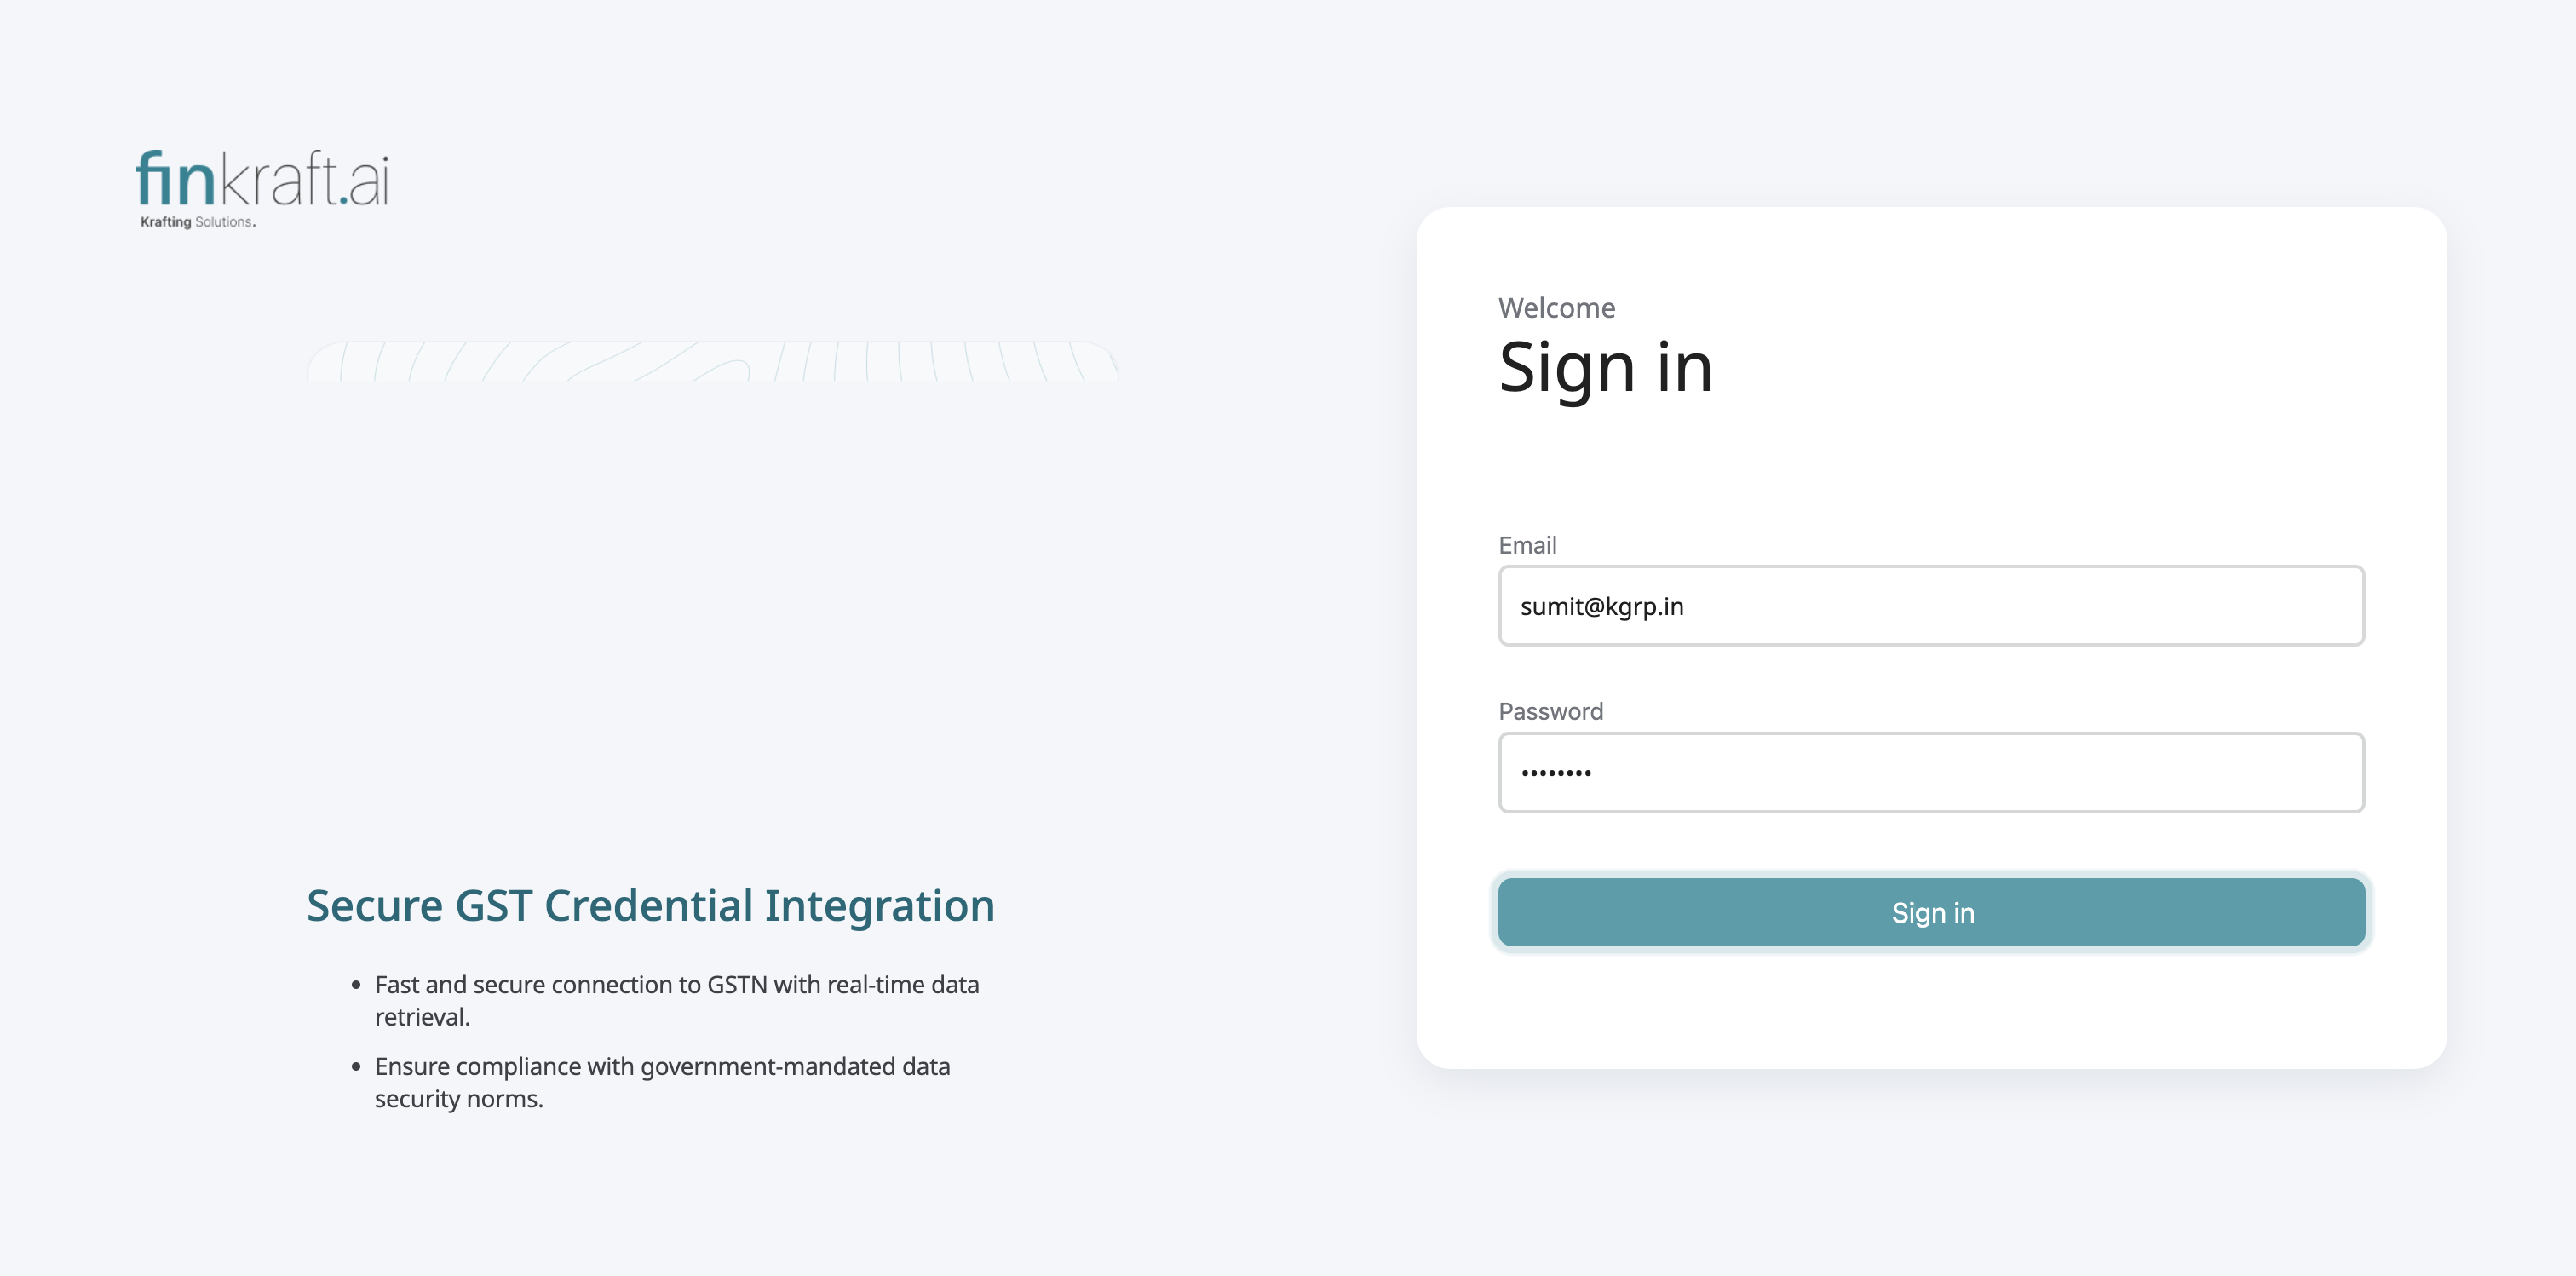 finkraft.ai
Krafting Solutions.
Welcome
Sign in
Email
sumit@kgrp.in
Password
••••••••
Sign in
Secure GST Credential Integration
• Fast and secure connection to GSTN with real-time data
retrieval.
• Ensure compliance with government-mandated data
security norms.